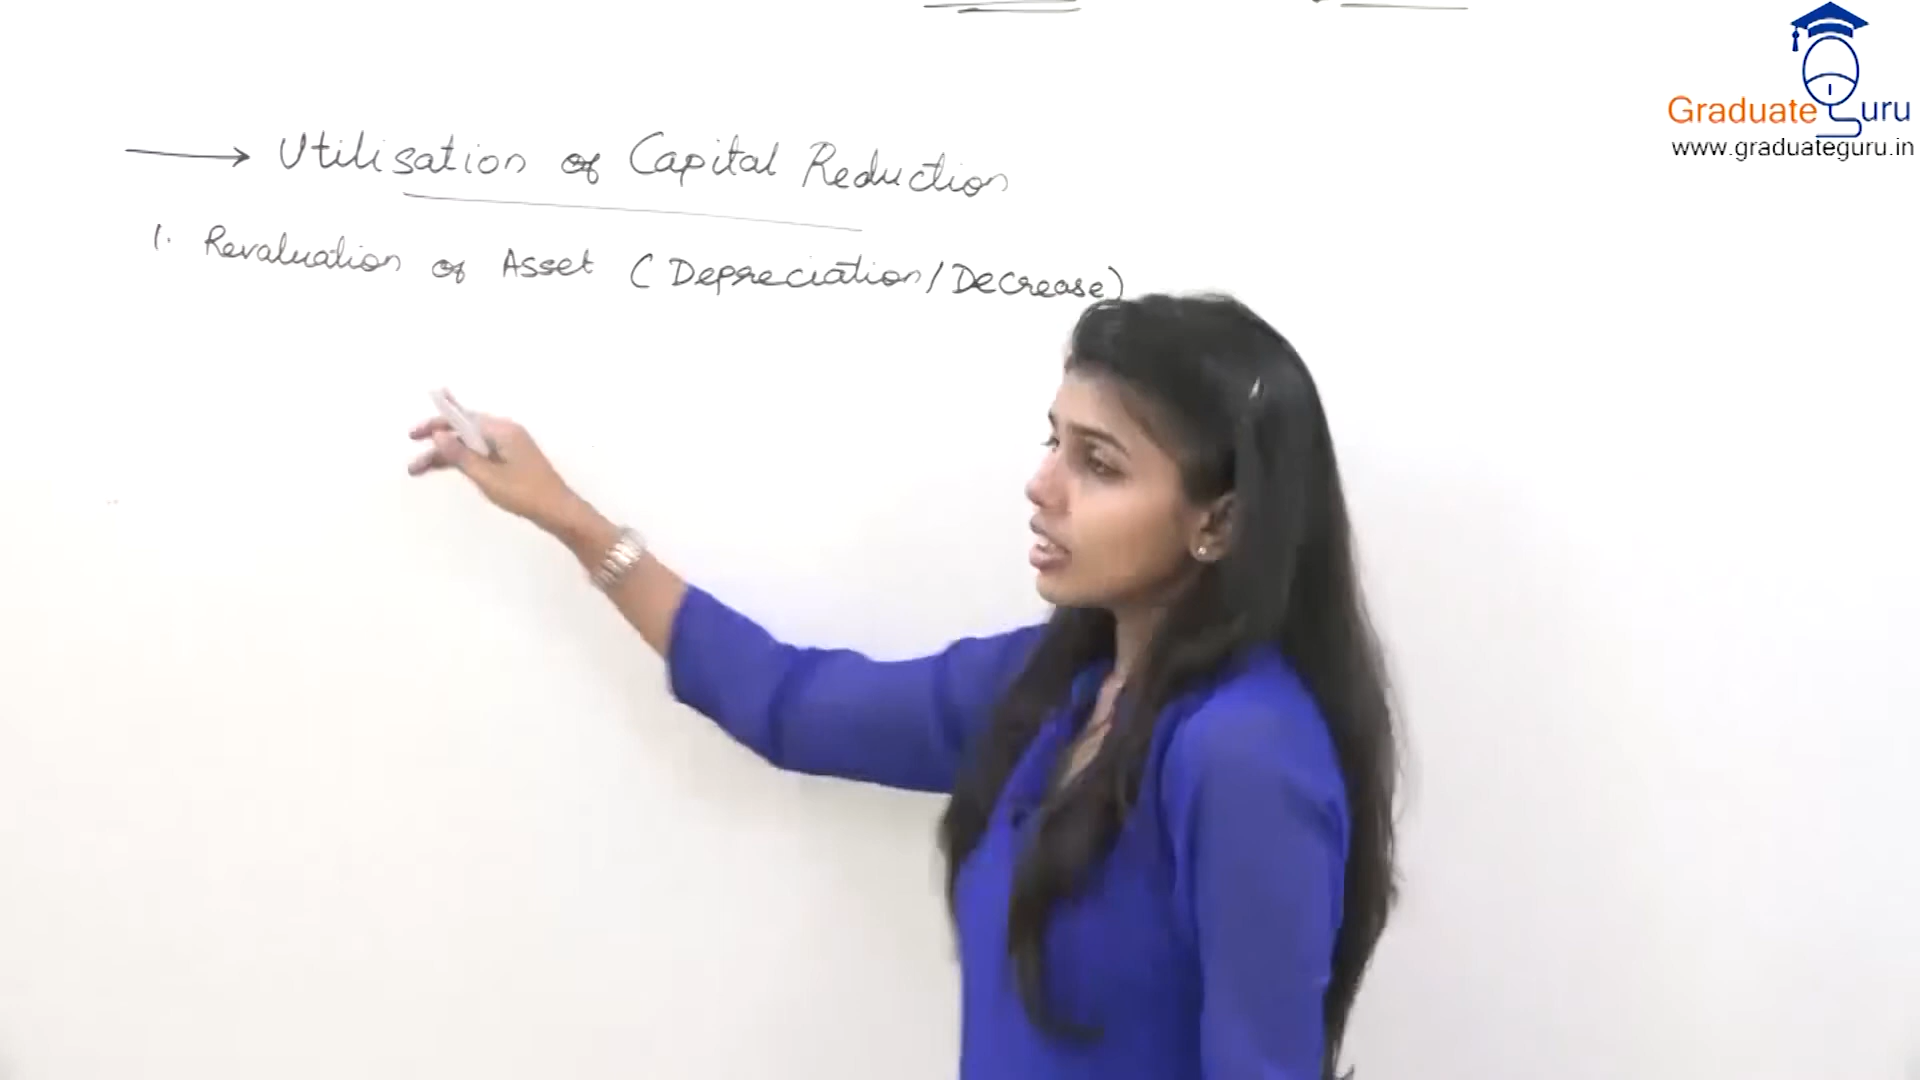 Graduate Guru
www.graduateguru.in
→ Utilisation of Capital Reduction
1. Revaluation of Asset (Depreciation/Decrease)